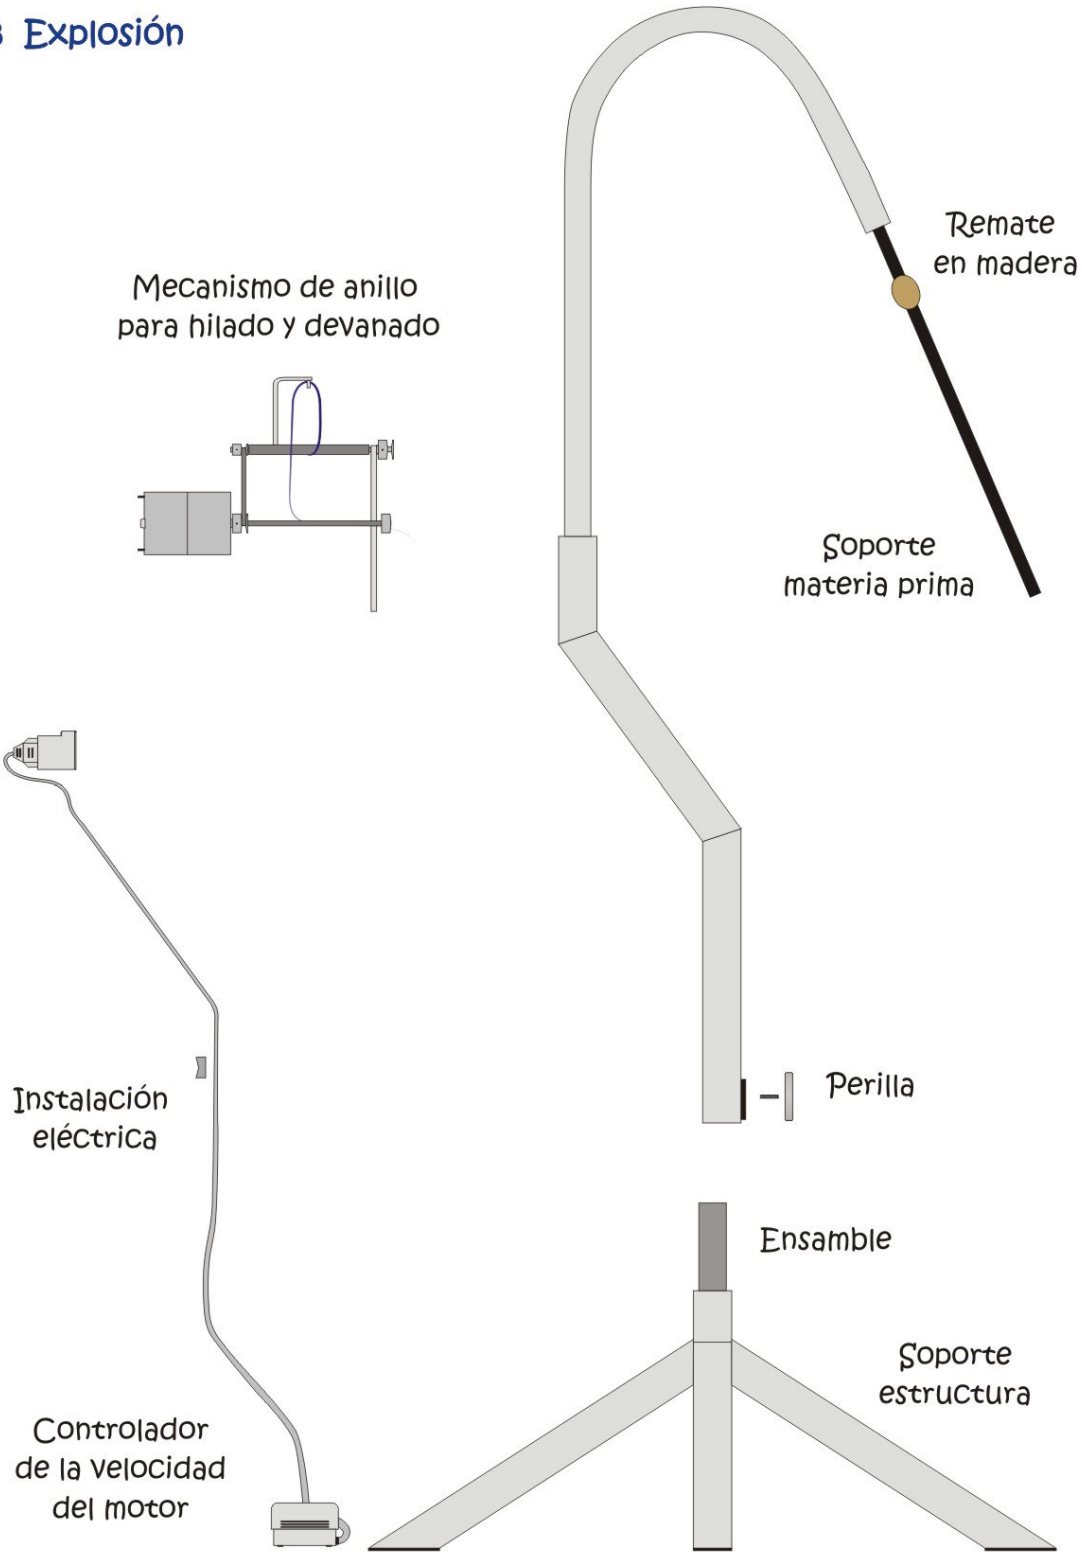 Explosión
Remate
en madera
Mecanismo de anillo
para hilado y devanado
Soporte
materia prima
Instalación
eléctrica
Perilla
Ensamble
Soporte
estructura
Controlador
de la velocidad
del motor